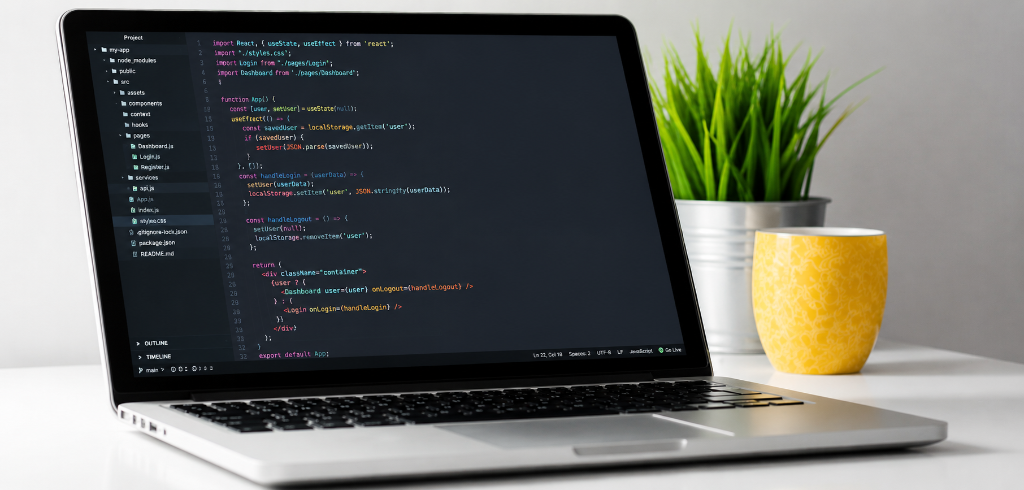 Project
my-app
node_modules
public
src
assets
components
context
hooks
pages
Dashboard.js
Login.js
Register.js
services
api.js
App.js
index.js
styles.css
.gitignore-lock.json
package.json
README.md
OUTLINE
TIMELINE
main
import React, { useState, useEffect } from 'react';
import "./styles.css';
import Login from "./pages/Login';
import Dashboard from './pages/Dashboard';
function App() {
const [user, setUser] = useState(null);
useEffect(() => {
const savedUser = localStorage.getItem('user');
if (savedUser) {
setUser(JSON.parse(savedUser));
}
}, []);
const handleLogin = (userData) => {
setUser(userData);
localStorage.setItem('user', JSON.stringify(userData));
};
const handleLogout = () => {
setUser(null);
localStorage.removeItem('user');
};
return (
<div className="container">
{user ? (
<Dashboard user={user} onLogout={handleLogout} />
) : (
<Login onLogin={handleLogin} />
)}
</div>
);
}
export default App;
Spaces: 2 UTF-8 LF JavaScript Go Live